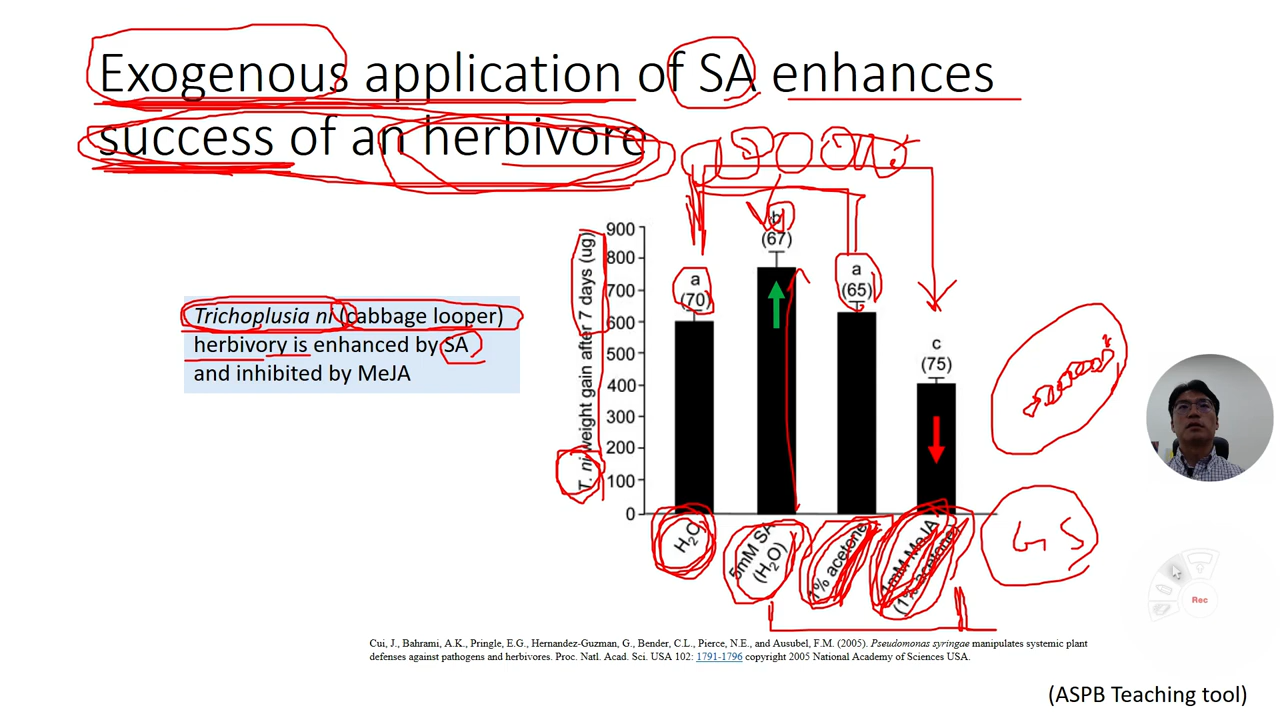 Exogenous application of SA enhances
success of an herbivore
Trichoplusia ni (cabbage looper)
herbivory is enhanced by SA
and inhibited by MeJA
T. ni weight gain after 7 days (ug)
900
800
700
600
500
400
300
200
100
0
a
(70)
b
(67)
a
(65)
c
(75)
H₂O
5mM SA
(H₂O)
1% acetone
1mM MeJA
(1% acetone)
GS
Rec
Cui, J., Bahrami, A.K., Pringle, E.G., Hernandez-Guzman, G., Bender, C.L., Pierce, N.E., and Ausubel, F.M. (2005). Pseudomonas syringae manipulates systemic plant
defenses against pathogens and herbivores. Proc. Natl. Acad. Sci. USA 102: 1791-1796 copyright 2005 National Academy of Sciences USA.
(ASPB Teaching tool)